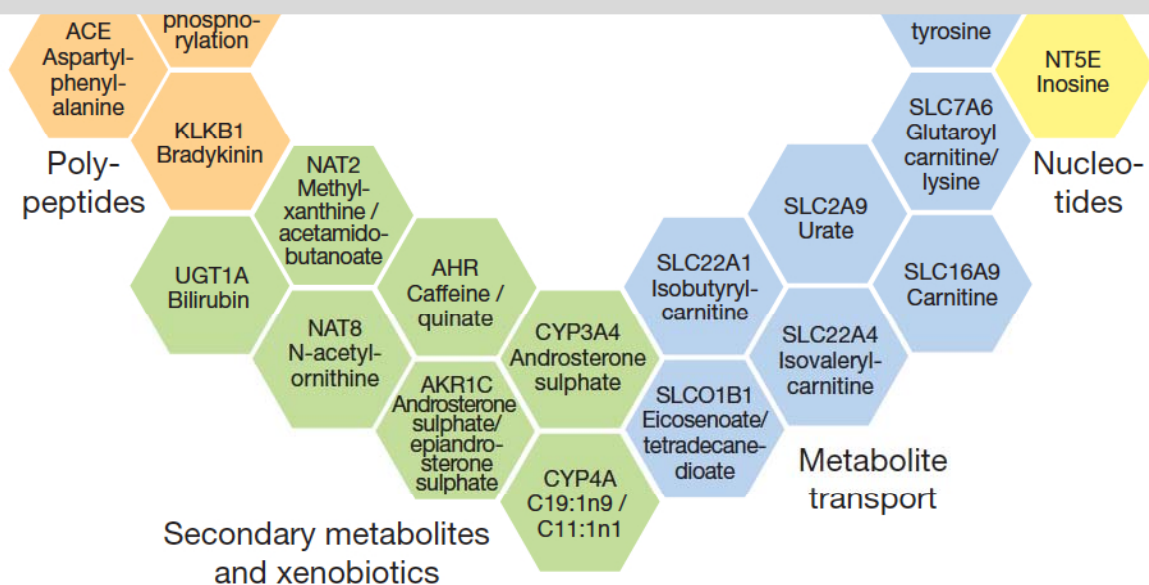 ACE
Aspartyl-
phenyl-
alanine
phospho-
rylation
KLKB1
Bradykinin
Poly-
peptides
NAT2
Methyl-
xanthine /
acetamido-
butanoate
UGT1A
Bilirubin
NAT8
N-acetyl-
ornithine
AHR
Caffeine /
quinate
AKR1C
Androsterone
sulphate/
epiandro-
sterone
sulphate
CYP3A4
Androsterone
sulphate
CYP4A
C19:1n9 /
C11:1n1
Secondary metabolites
and xenobiotics
tyrosine
NT5E
Inosine
SLC7A6
Glutaroyl
carnitine/
lysine
Nucleo-
tides
SLC2A9
Urate
SLC22A1
Isobutyryl-
carnitine
SLC16A9
Carnitine
SLC22A4
Isovaleryl-
carnitine
SLCO1B1
Eicosenoate/
tetradecane-
dioate
Metabolite
transport